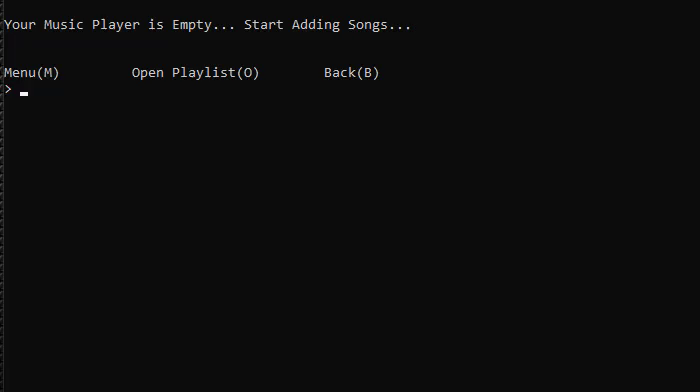 Your Music Player is Empty... Start Adding Songs...
Menu(M) Open Playlist(O) Back(B)
>